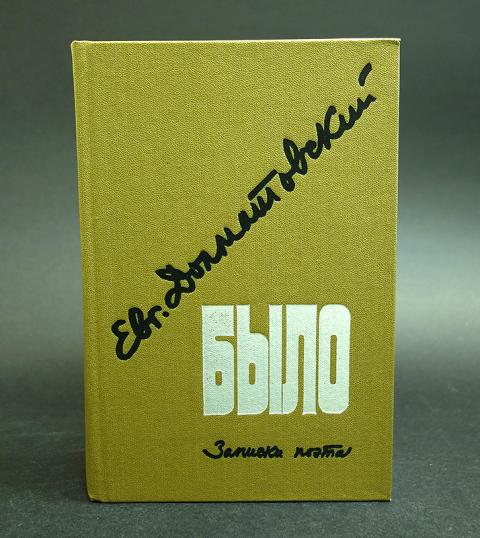 Евг. Долматовский
БЫЛО
Записки поэта